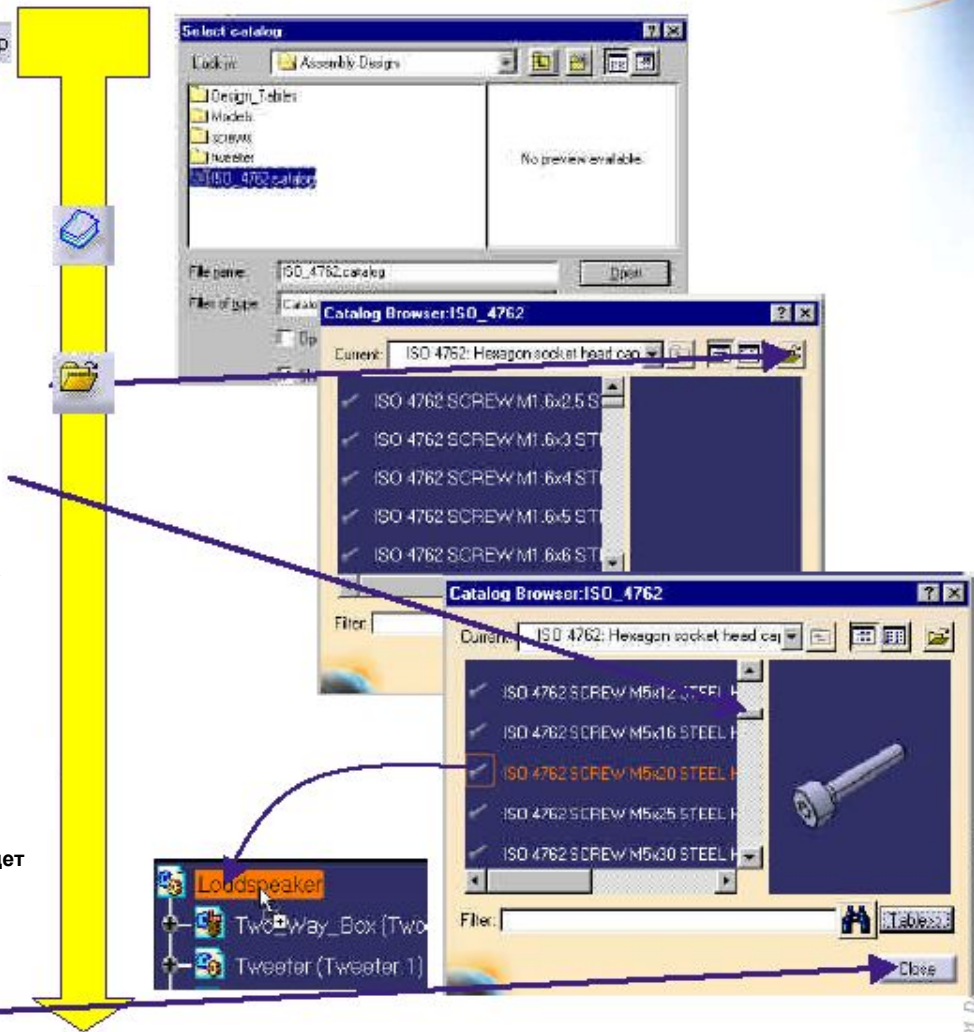 Select catalog
Look in: Assembly Design
Design_Tables
Models
screws
tweeter
ISO_4762.catalog
No preview available.
File name: ISO_4762.catalog
Open
Files of type:
Catalog Browser:ISO_4762
Current: ISO 4762: Hexagon socket head cap
ISO 4762 SCREW M1.6x2.5 S
ISO 4762 SCREW M1.6x3 STE
ISO 4762 SCREW M1.6x4 STE
ISO 4762 SCREW M1.6x5 STE
ISO 4762 SCREW M1.6x6 STE
Filter:
Catalog Browser:ISO_4762
Current: ISO 4762: Hexagon socket head cap
ISO 4762 SCREW M5x12 STEEL H
ISO 4762 SCREW M5x16 STEEL H
ISO 4762 SCREW M5x20 STEEL H
ISO 4762 SCREW M5x25 STEEL H
ISO 4762 SCREW M5x30 STEEL H
Filter:
Table>>
Close
Loudspeaker
Two_Way_Box (Two
Tweeter (Tweeter.1)